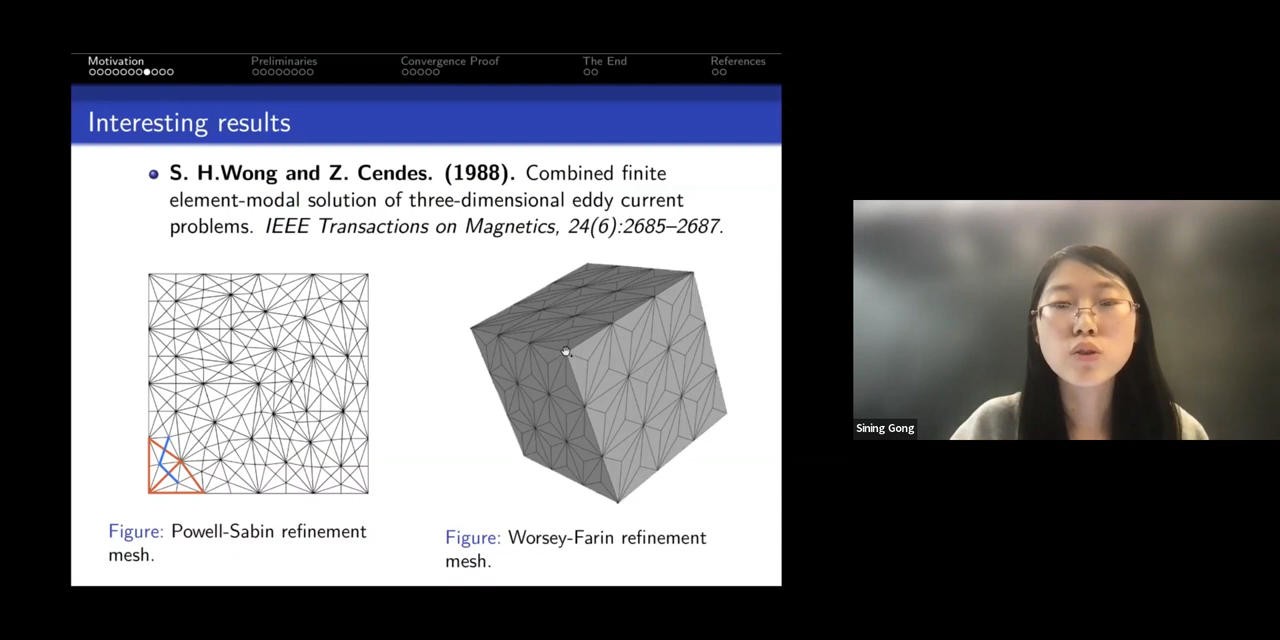 Motivation
Preliminaries
Convergence Proof
The End
References
Interesting results
S. H.Wong and Z. Cendes. (1988). Combined finite
element-modal solution of three-dimensional eddy current
problems. IEEE Transactions on Magnetics, 24(6):2685–2687.
Figure: Powell-Sabin refinement
mesh.
Figure: Worsey-Farin refinement
mesh.
Sining Gong